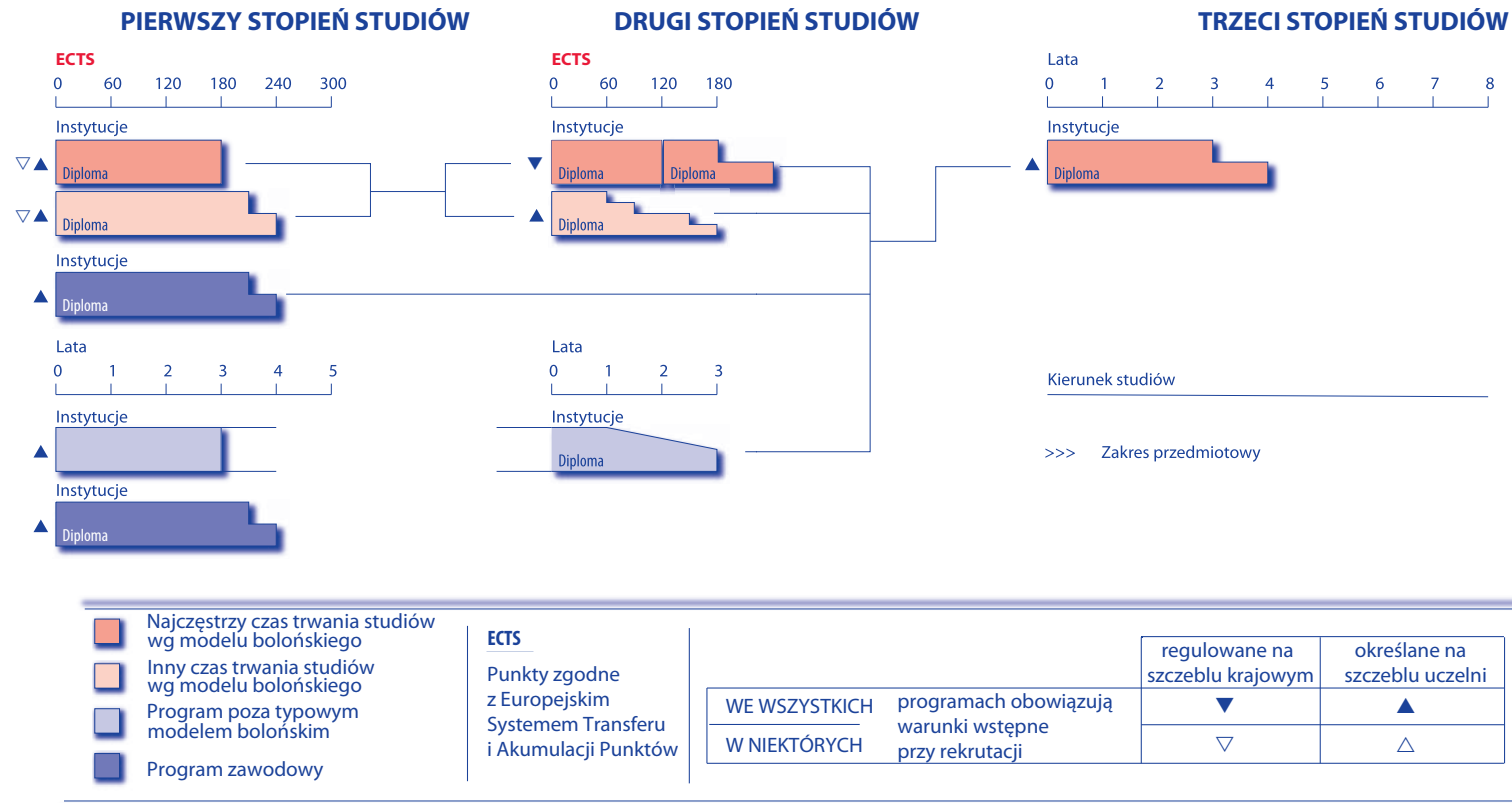 PIERWSZY STOPIEŃ STUDIÓW
DRUGI STOPIEŃ STUDIÓW
TRZECI STOPIEŃ STUDIÓW
ECTS
0 60 120 180 240 300
Instytucje
Diploma
Diploma
Instytucje
Diploma
Lata
0 1 2 3 4 5
Instytucje
Instytucje
Diploma
ECTS
0 60 120 180
Instytucje
Diploma Diploma
Diploma
Lata
0 1 2 3
Instytucje
Diploma
Lata
0 1 2 3 4 5 6 7 8
Instytucje
Diploma
Kierunek studiów
>>> Zakres przedmiotowy
Najczęstrzy czas trwania studiów
wg modelu bolońskiego
Inny czas trwania studiów
wg modelu bolońskiego
Program poza typowym
modelem bolońskim
Program zawodowy
ECTS
Punkty zgodne
z Europejskim
Systemem Transferu
i Akumulacji Punktów
regulowane na
szczeblu krajowym
określane na
szczeblu uczelni
WE WSZYSTKICH
W NIEKTÓRYCH
programach obowiązują
warunki wstępne
przy rekrutacji